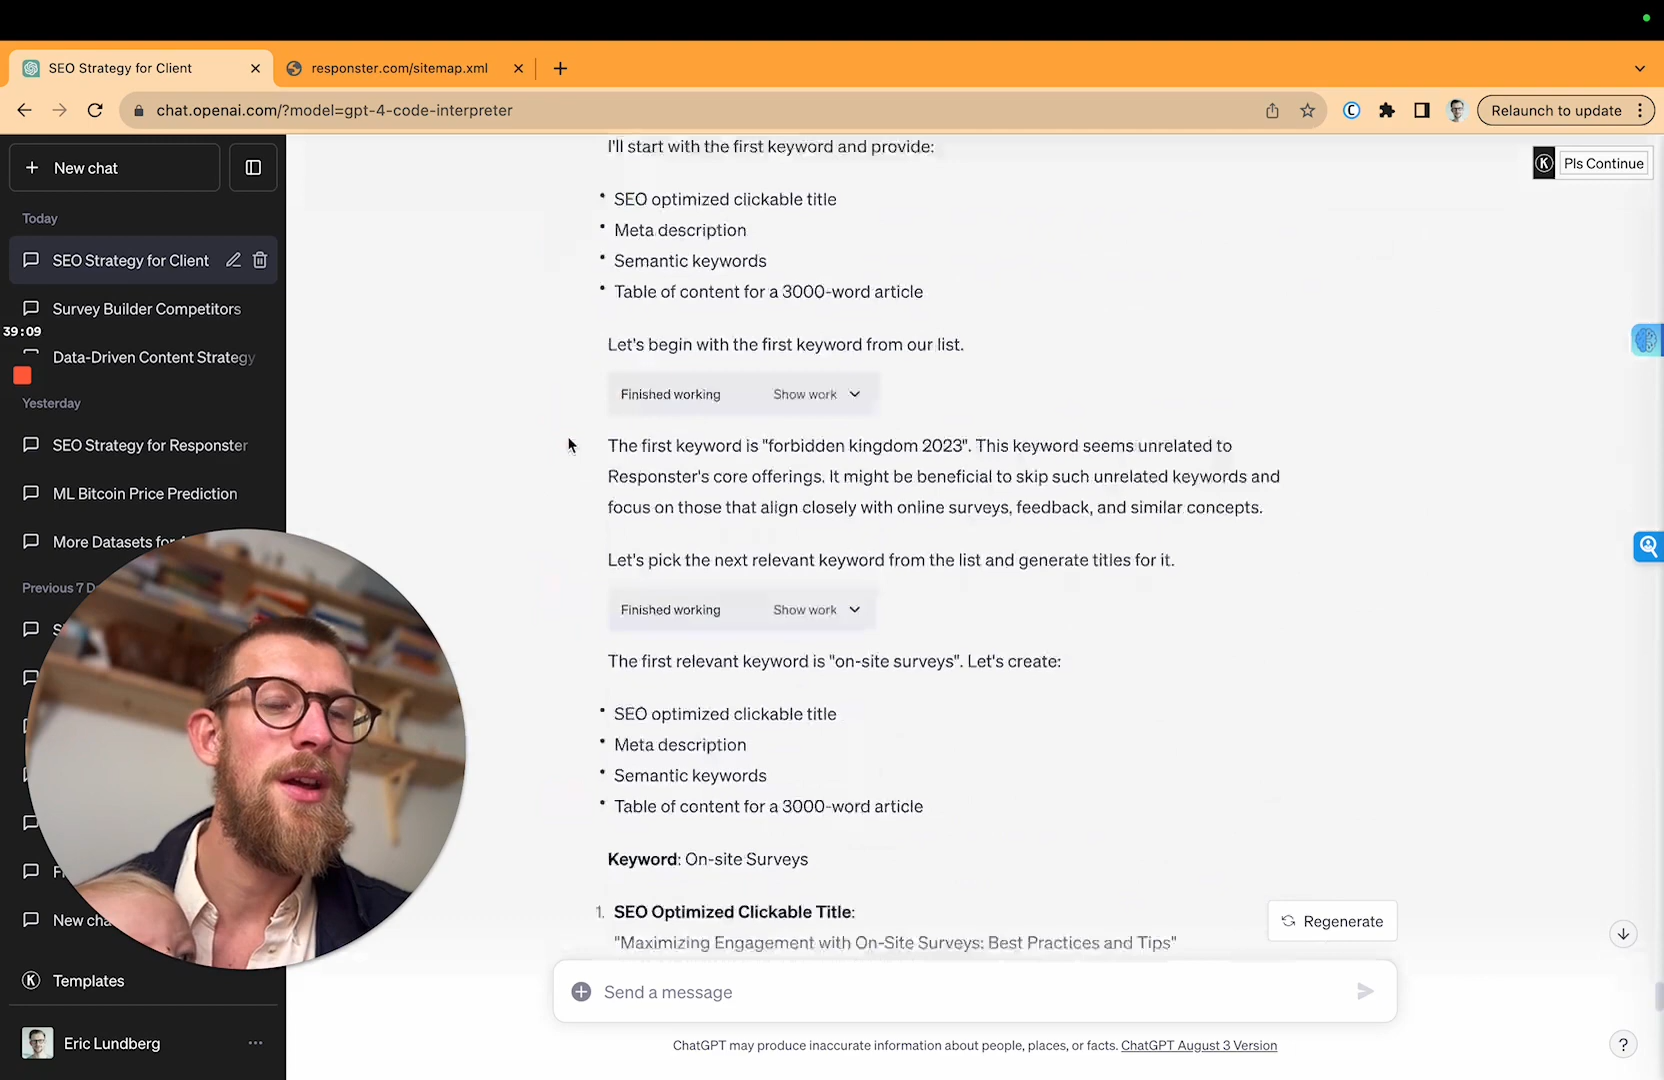 SEO Strategy for Client
responster.com/sitemap.xml
chat.openai.com/?model=gpt-4-code-interpreter
Relaunch to update
New chat
Today
SEO Strategy for Client
Survey Builder Competitors
39:09
Data-Driven Content Strategy
Yesterday
SEO Strategy for Responster
ML Bitcoin Price Prediction
More Datasets for
Previous 7 D
New cha
Templates
Eric Lundberg
Pls Continue
I'll start with the first keyword and provide:
• SEO optimized clickable title
• Meta description
• Semantic keywords
• Table of content for a 3000-word article
Let's begin with the first keyword from our list.
Finished working Show work
The first keyword is "forbidden kingdom 2023". This keyword seems unrelated to
Responster's core offerings. It might be beneficial to skip such unrelated keywords and
focus on those that align closely with online surveys, feedback, and similar concepts.
Let's pick the next relevant keyword from the list and generate titles for it.
Finished working Show work
The first relevant keyword is "on-site surveys". Let's create:
• SEO optimized clickable title
• Meta description
• Semantic keywords
• Table of content for a 3000-word article
Keyword: On-site Surveys
1. SEO Optimized Clickable Title:
"Maximizing Engagement with On-Site Surveys: Best Practices and Tips"
Regenerate
Send a message
ChatGPT may produce inaccurate information about people, places, or facts. ChatGPT August 3 Version
?